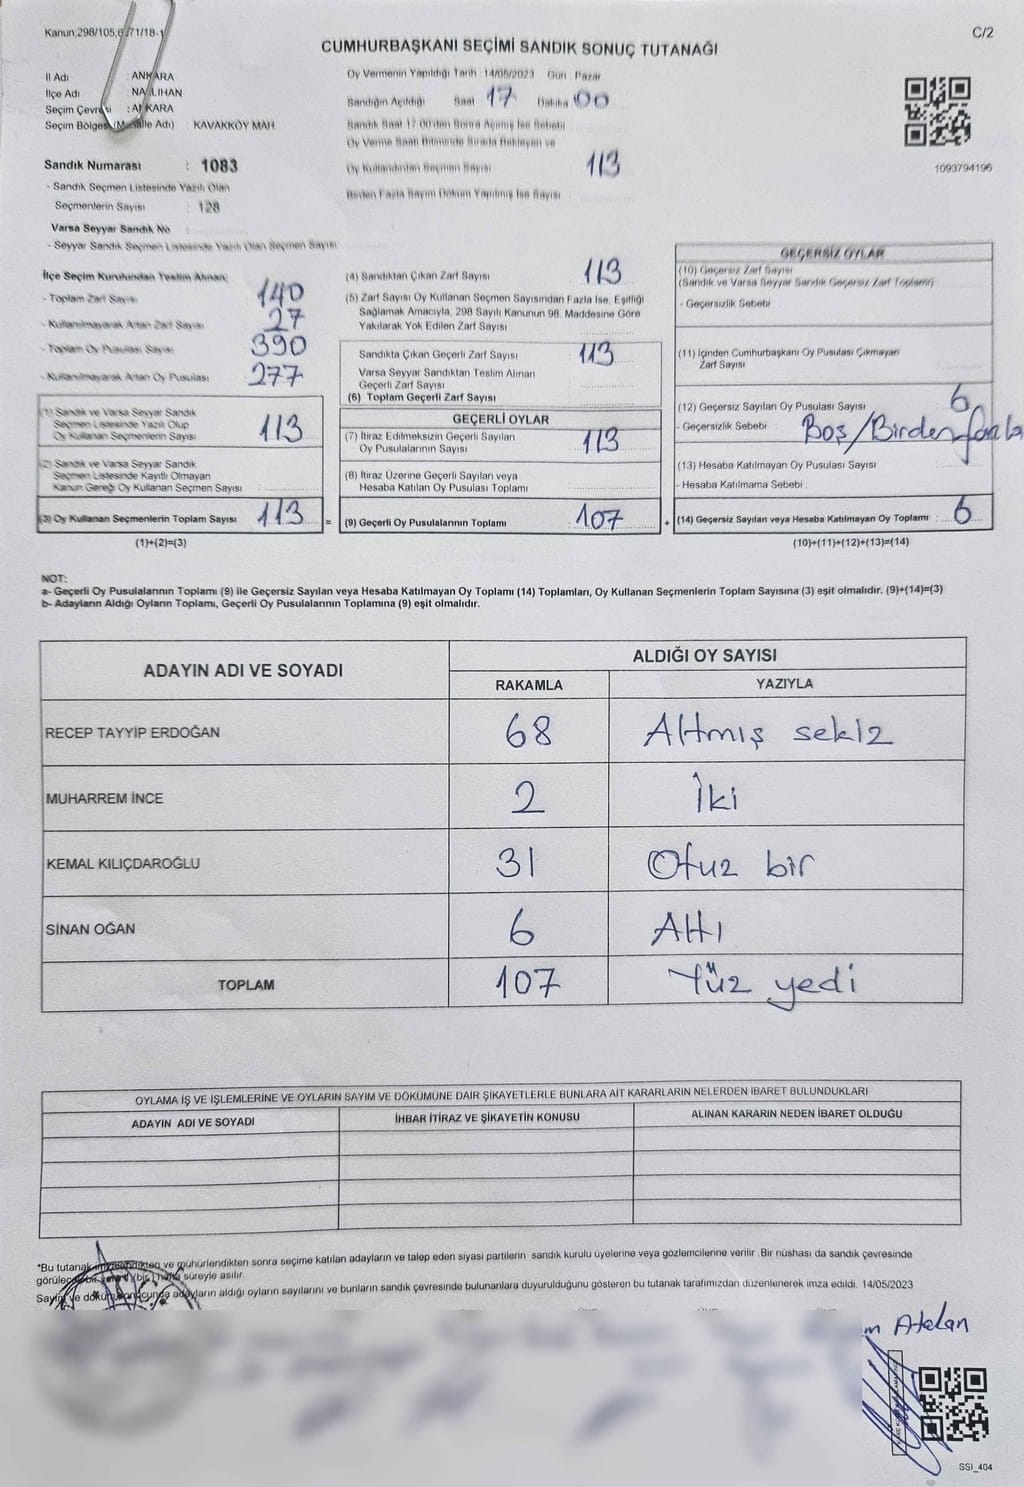 Kanun;298/105,6 71/18-1
C/2
CUMHURBAŞKANI SEÇİMİ SANDIK SONUÇ TUTANAĞI
İl Adı : ANKARA
İlçe Adı : NALLIHAN
Seçim Çevresi : ANKARA
Seçim Bölgesi (Mahalle Adı) : KAVAKKÖY MAH.
Oy Vermenin Yapıldığı Tarih : 14/05/2023 Gün Pazar
Sandığın Açıldığı Saat 17 Dakika 00
Sandık Saat 17:00'den Sonra Açılmış İse Sebebi
Oy Verme Saati Bitiminde Sırada Bekleyen ve
Oy Kullandırılan Seçmen Sayısı 113
Birden Fazla Sayım Döküm Yapılmış İse Sayısı
1093794196
Sandık Numarası : 1083
- Sandık Seçmen Listesinde Yazılı Olan
Seçmenlerin Sayısı : 128
Varsa Seyyar Sandık No :
- Seyyar Sandık Seçmen Listesinde Yazılı Olan Seçmen Sayısı
İlçe Seçim Kurulundan Teslim Alınan;
- Toplam Zarf Sayısı 140
- Kullanılmayarak Artan Zarf Sayısı 27
- Toplam Oy Pusulası Sayısı 390
- Kullanılmayarak Artan Oy Pusulası 277
(1) Sandık ve Varsa Seyyar Sandık
Seçmen Listesinde Yazılı Olup
Oy Kullanan Seçmenlerin Sayısı 113
(2) Sandık ve Varsa Seyyar Sandık
Seçmen Listesinde Kayıtlı Olmayan
Kanun Gereği Oy Kullanan Seçmen Sayısı
(3) Oy Kullanan Seçmenlerin Toplam Sayısı 113
(1)+(2)=(3)
(4) Sandıktan Çıkan Zarf Sayısı 113
(5) Zarf Sayısı Oy Kullanan Seçmen Sayısından Fazla İse, Eşitliği
Sağlamak Amacıyla, 298 Sayılı Kanunun 98. Maddesine Göre
Yakılarak Yok Edilen Zarf Sayısı
Sandıkta Çıkan Geçerli Zarf Sayısı 113
Varsa Seyyar Sandıktan Teslim Alınan
Geçerli Zarf Sayısı
(6) Toplam Geçerli Zarf Sayısı
GEÇERLİ OYLAR
(7) İtiraz Edilmeksizin Geçerli Sayılan
Oy Pusulasının Sayısı 113
(8) İtiraz Üzerine Geçerli Sayılan veya
Hesaba Katılan Oy Pusulası Toplamı
= (9) Geçerli Oy Pusulalarının Toplamı 107 +
GEÇERSİZ OYLAR
(10) Geçersiz Zarf Sayısı
(Sandık ve Varsa Seyyar Sandık Geçersiz Zarf Toplamı)
- Geçersizlik Sebebi :
(11) İçinden Cumhurbaşkanı Oy Pusulası Çıkmayan
Zarf Sayısı
(12) Geçersiz Sayılan Oy Pusulası Sayısı 6
- Geçersizlik Sebebi : Boş/Birden fazla
(13) Hesaba Katılmayan Oy Pusulası Sayısı
- Hesaba Katılmama Sebebi :
(14) Geçersiz Sayılan veya Hesaba Katılmayan Oy Toplamı : 6
(10)+(11)+(12)+(13)=(14)
NOT:
a- Geçerli Oy Pusulalarının Toplamı (9) ile Geçersiz Sayılan veya Hesaba Katılmayan Oy Toplamı (14) Toplamları, Oy Kullanan Seçmenlerin Toplam Sayısına (3) eşit olmalıdır. (9)+(14)=(3)
b- Adayların Aldığı Oyların Toplamı, Geçerli Oy Pusulalarının Toplamına (9) eşit olmalıdır.
ADAYIN ADI VE SOYADI ALDIĞI OY SAYISI
RAKAMLA YAZIYLA
RECEP TAYYİP ERDOĞAN 68 Altmış sekiz
MUHARREM İNCE 2 İki
KEMAL KILIÇDAROĞLU 31 Otuz bir
SİNAN OĞAN 6 Altı
TOPLAM 107 Yüz yedi
OYLAMA İŞ VE İŞLEMLERİNE VE OYLARIN SAYIM VE DÖKÜMÜNE DAİR ŞİKAYETLERLE BUNLARA AİT KARARLARIN NELERDEN İBARET BULUNDUKLARI
ADAYIN ADI VE SOYADI İHBAR İTİRAZ VE ŞİKAYETİN KONUSU ALINAN KARARIN NEDEN İBARET OLDUĞU
*Bu tutanak imzalandıktan ve mühürlendikten sonra seçime katılan adayların ve talep eden siyasi partilerin sandık kurulu üyelerine veya gözlemcilerine verilir .Bir nüshası da sandık çevresinde
görülecek bir yere (bir) hafta süreyle asılır.
Sayım ve döküm sonucunda adayların aldığı oyların sayılarını ve bunların sandık çevresinde bulunanlara duyurulduğunu gösteren bu tutanak tarafımızdan düzenlenerek imza edildi. 14/05/2023
m Atalan
SSI_404